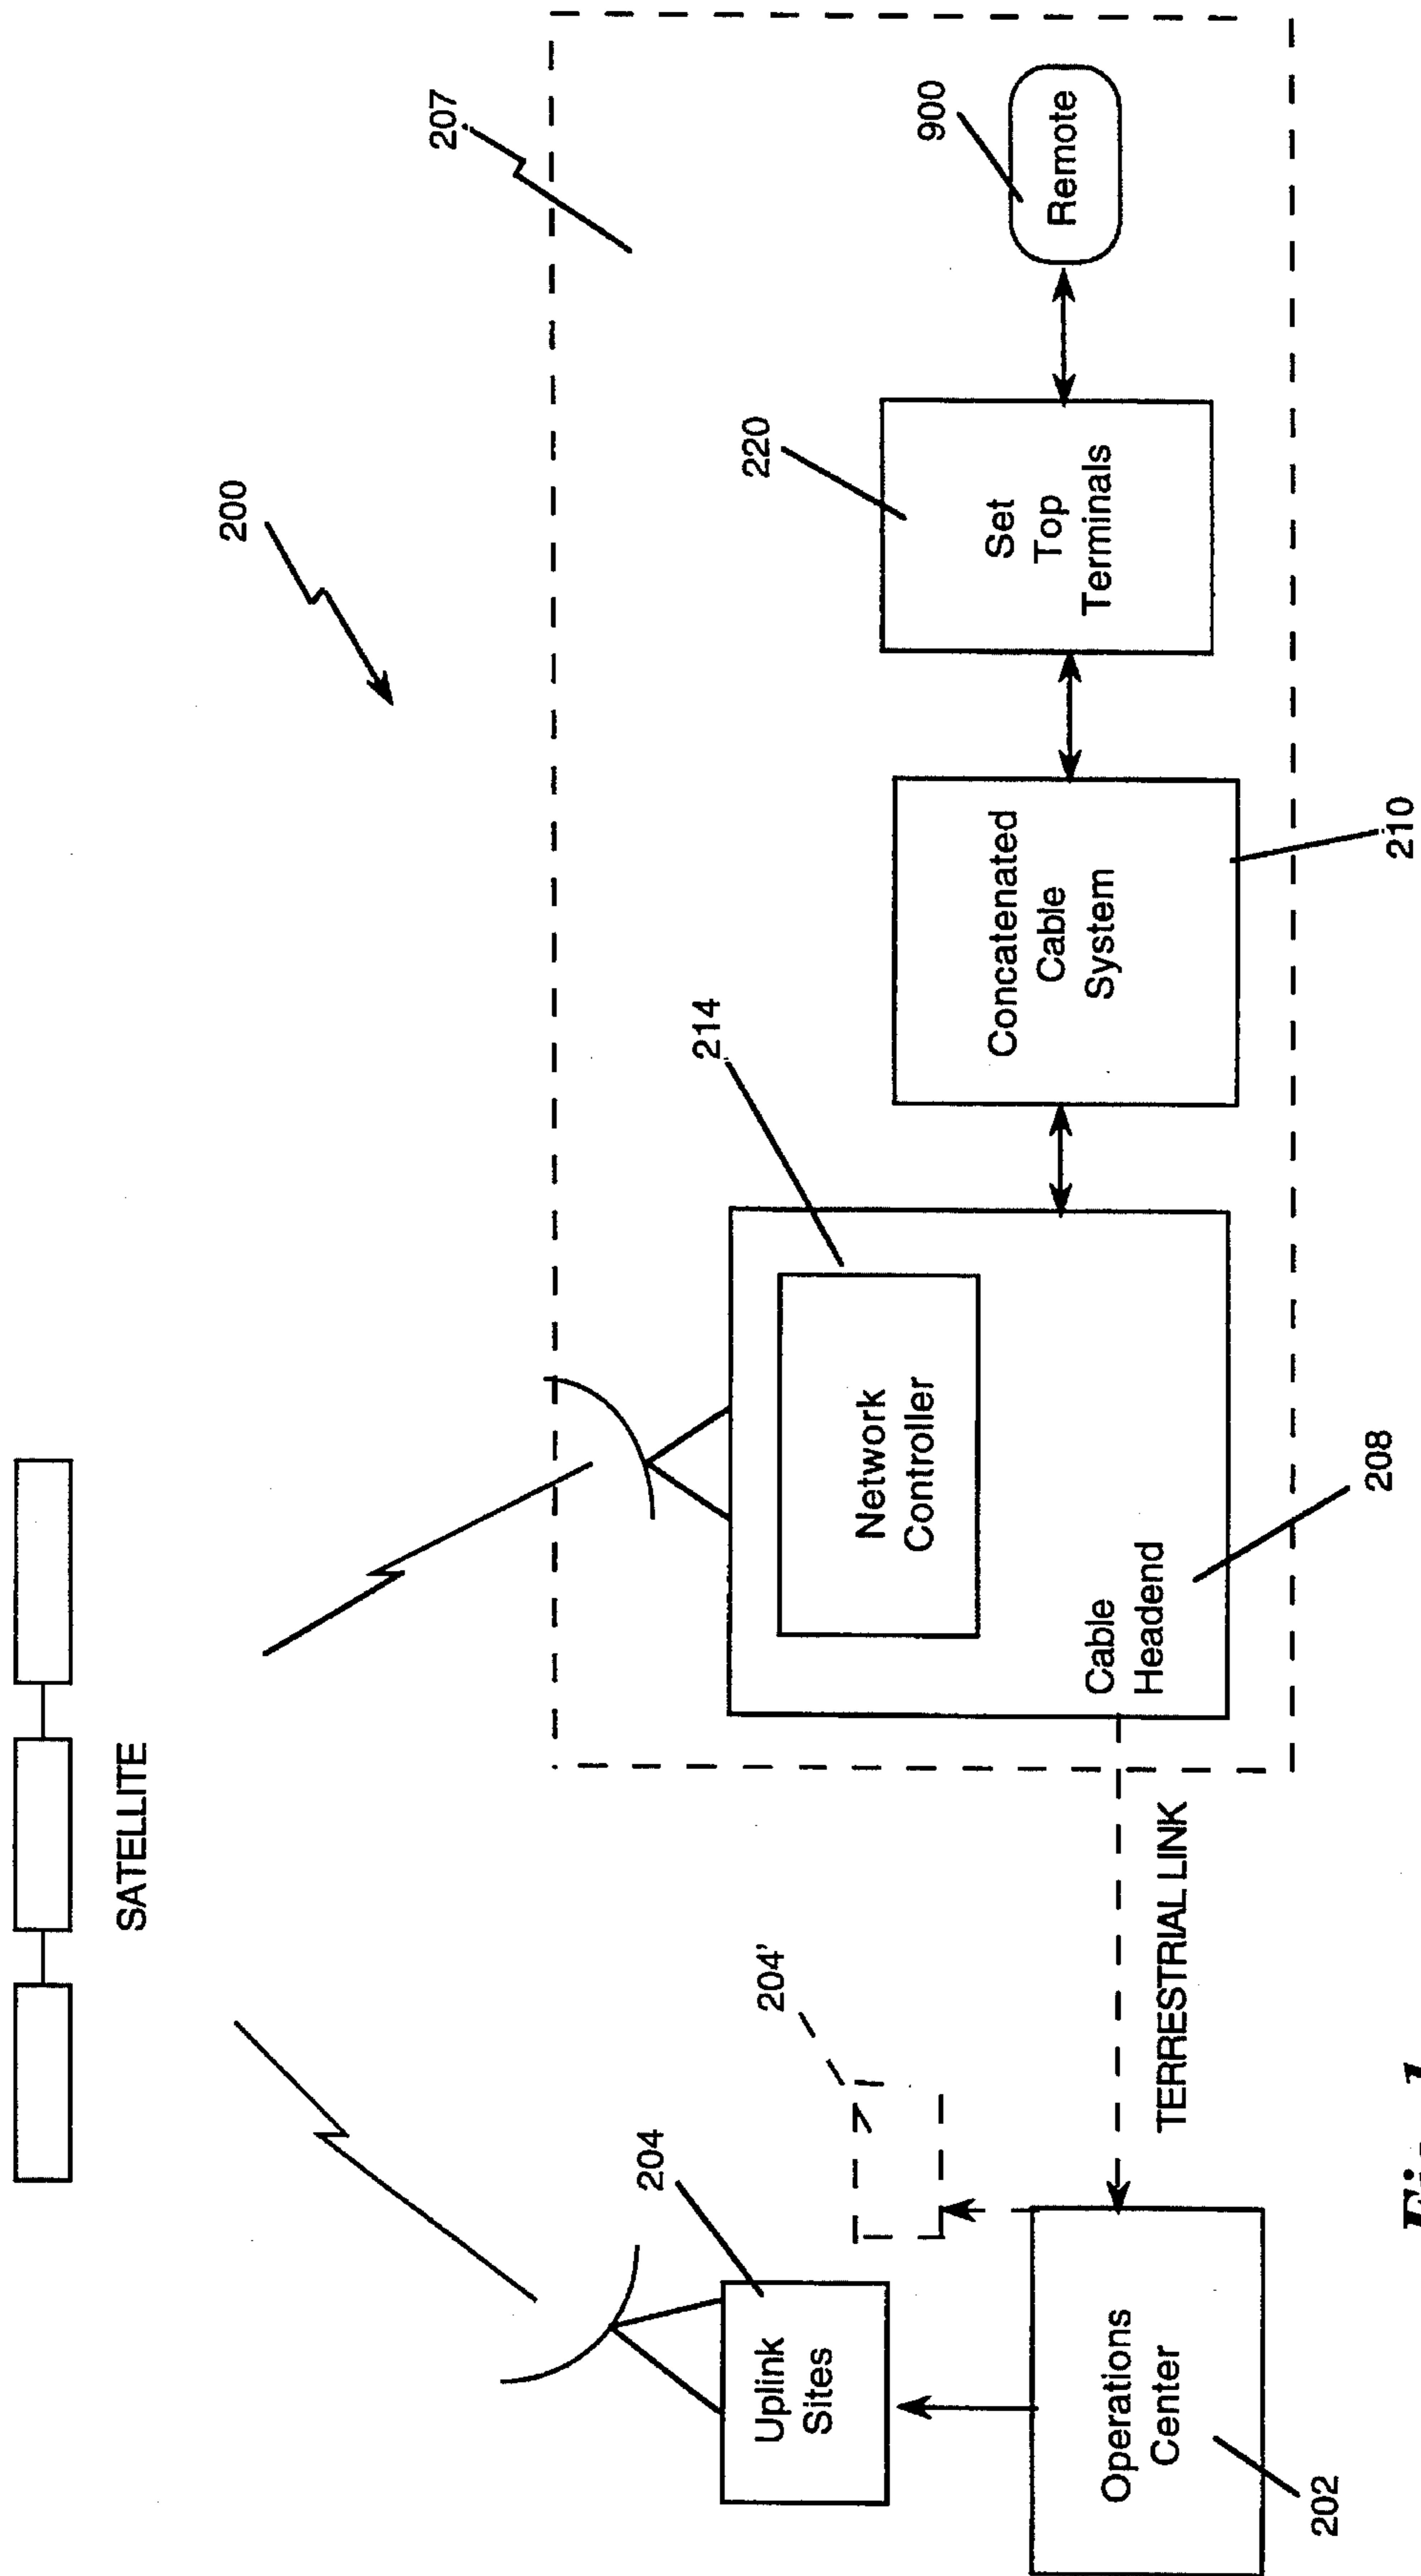 SATELLITE
200
207
204
204'
214
220
900
Uplink
Sites
Network
Controller
Cable
Headend
Concatenated
Cable
System
Set
Top
Terminals
Remote
Operations
Center
TERRESTRIAL LINK
202
208
210